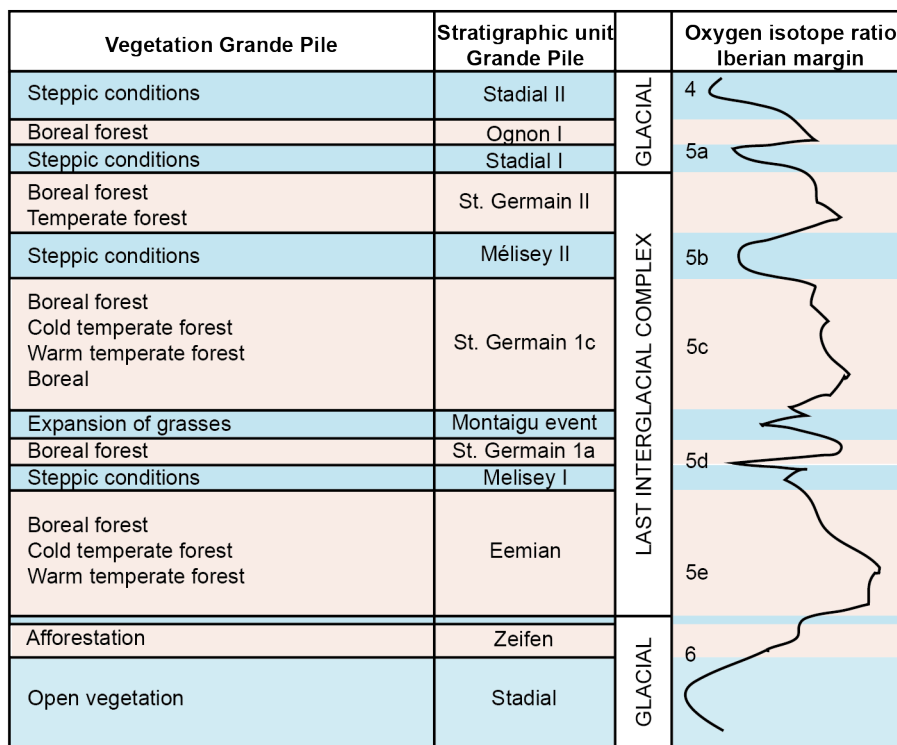 Vegetation Grande Pile
Stratigraphic unit
Grande Pile
Oxygen isotope ratio
Iberian margin
Steppic conditions
Stadial II
4
Boreal forest
Ognon I
Steppic conditions
Stadial I
5a
GLACIAL
Boreal forest
Temperate forest
St. Germain II
Steppic conditions
Mélisey II
5b
Boreal forest
Cold temperate forest
Warm temperate forest
Boreal
St. Germain 1c
5c
Expansion of grasses
Montaigu event
Boreal forest
St. Germain 1a
5d
Steppic conditions
Melisey I
Boreal forest
Cold temperate forest
Warm temperate forest
Eemian
5e
LAST INTERGLACIAL COMPLEX
Afforestation
Zeifen
6
Open vegetation
Stadial
GLACIAL